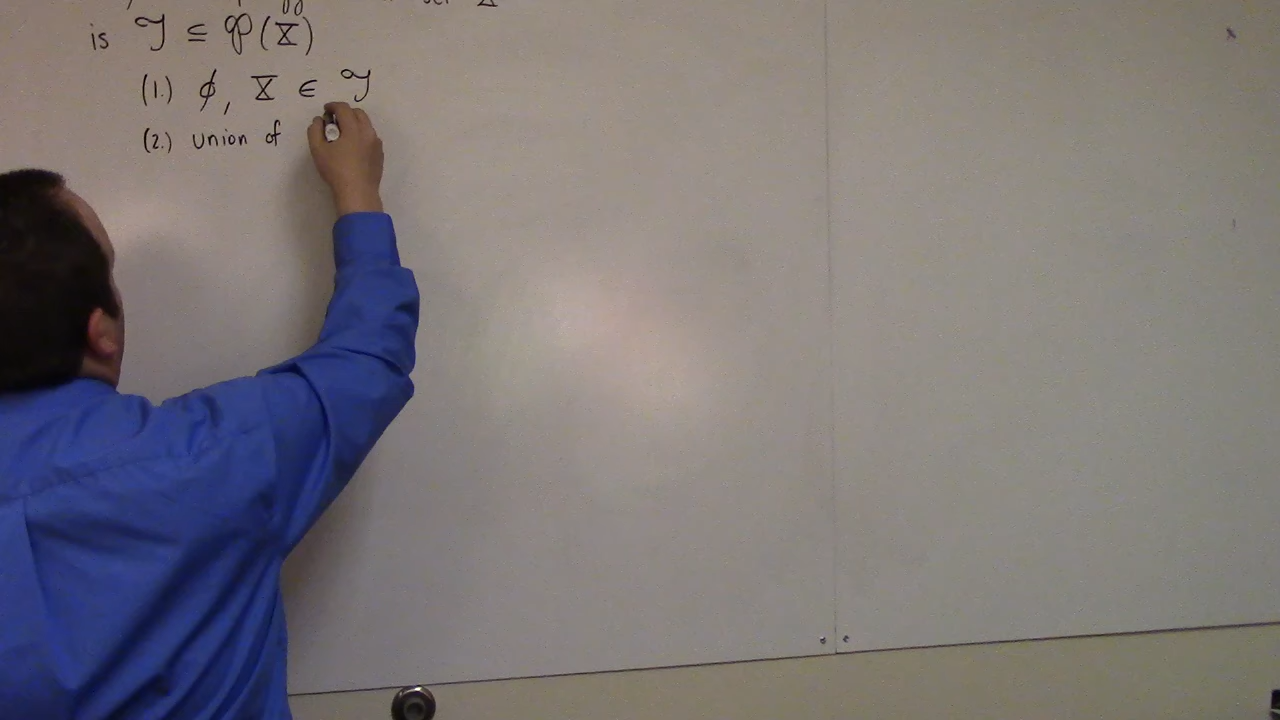 is 𝒯 ⊆ 𝒫(X)
(1.) ∅, X ∈ 𝒯
(2.) union of